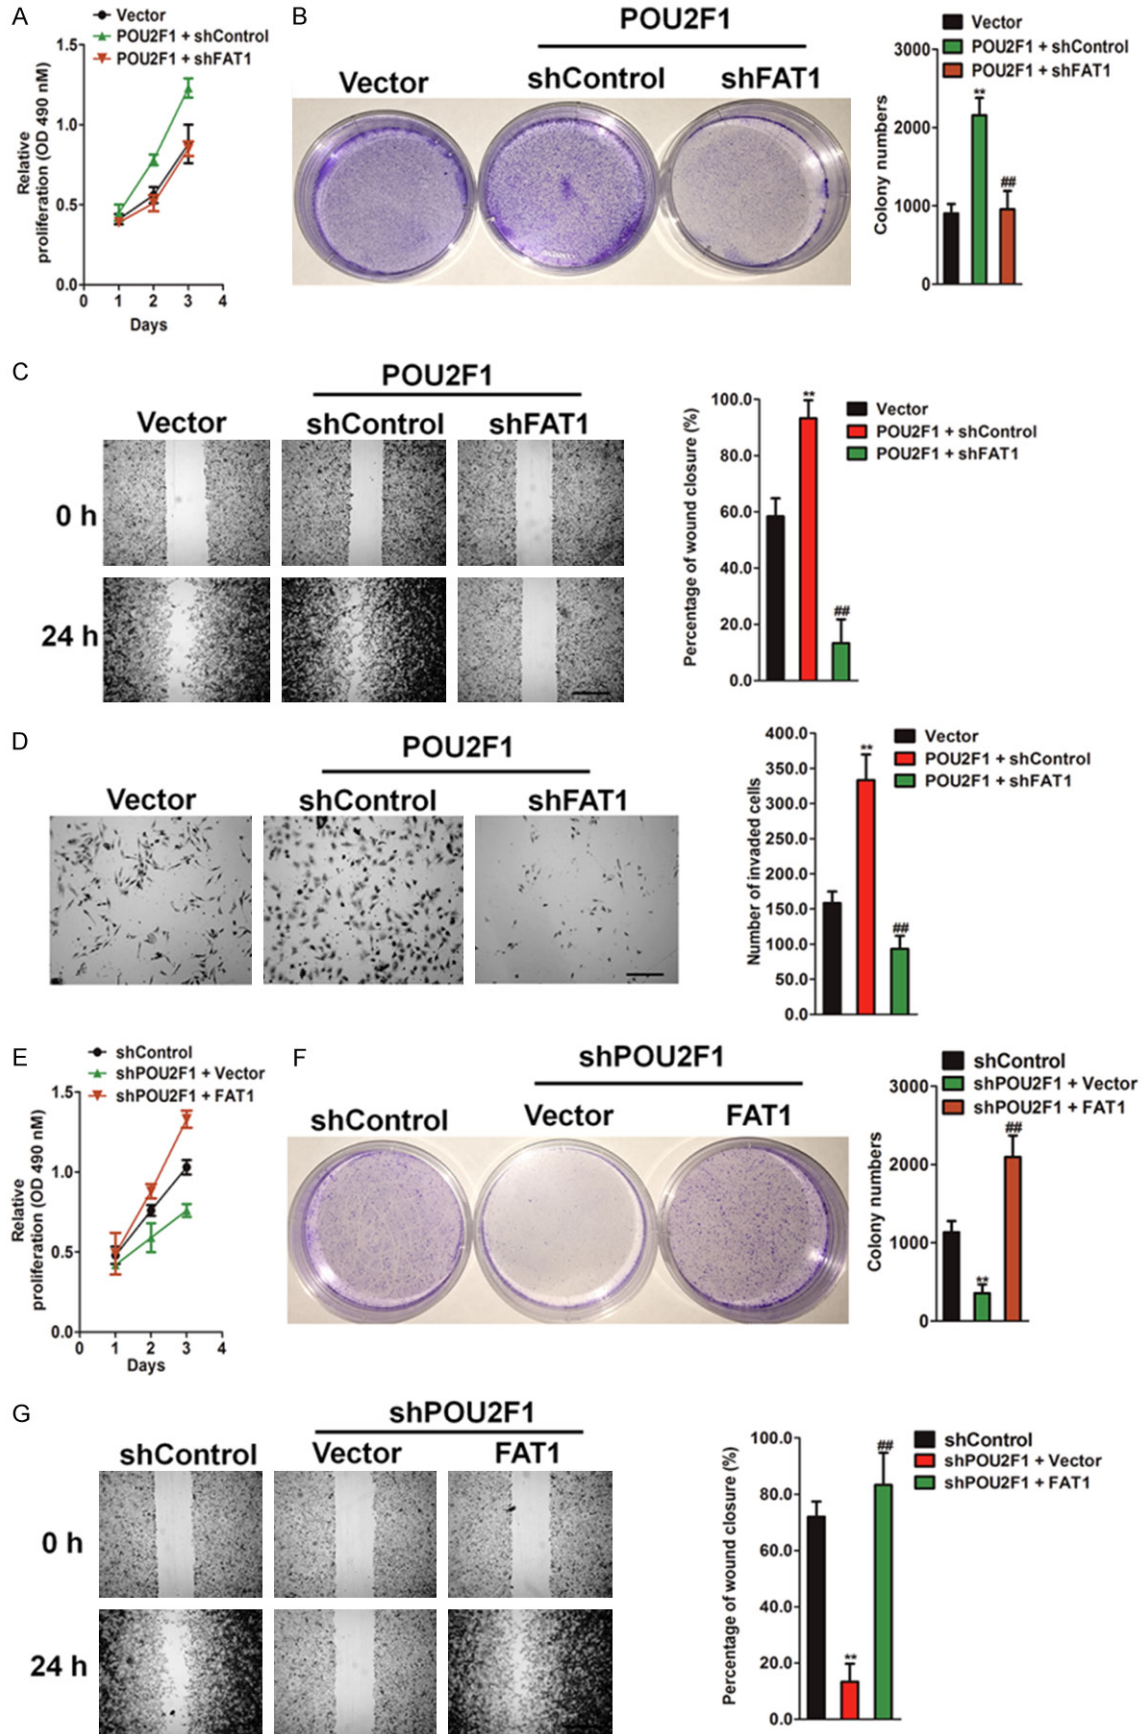 A
Vector
POU2F1 + shControl
POU2F1 + shFAT1
1.5
1.0
0.5
0.0
0 1 2 3 4
Days
Relative
proliferation (OD 490 nM)
B
POU2F1
Vector shControl shFAT1
Vector
POU2F1 + shControl
POU2F1 + shFAT1
3000
2000
1000
0
Colony numbers
**
##
C
POU2F1
Vector shControl shFAT1
0 h
24 h
100.0
80.0
60.0
40.0
20.0
0.0
Percentage of wound closure (%)
**
##
Vector
POU2F1 + shControl
POU2F1 + shFAT1
D
POU2F1
Vector shControl shFAT1
400.0
350.0
300.0
250.0
200.0
150.0
100.0
50.0
0.0
Number of invaded cells
**
##
Vector
POU2F1 + shControl
POU2F1 + shFAT1
E
shControl
shPOU2F1 + Vector
shPOU2F1 + FAT1
1.5
1.0
0.5
0.0
0 1 2 3 4
Days
Relative
proliferation (OD 490 nM)
F
shPOU2F1
shControl Vector FAT1
shControl
shPOU2F1 + Vector
shPOU2F1 + FAT1
3000
2000
1000
0
Colony numbers
**
##
G
shPOU2F1
shControl Vector FAT1
0 h
24 h
100.0
80.0
60.0
40.0
20.0
0.0
Percentage of wound closure (%)
**
##
shControl
shPOU2F1 + Vector
shPOU2F1 + FAT1